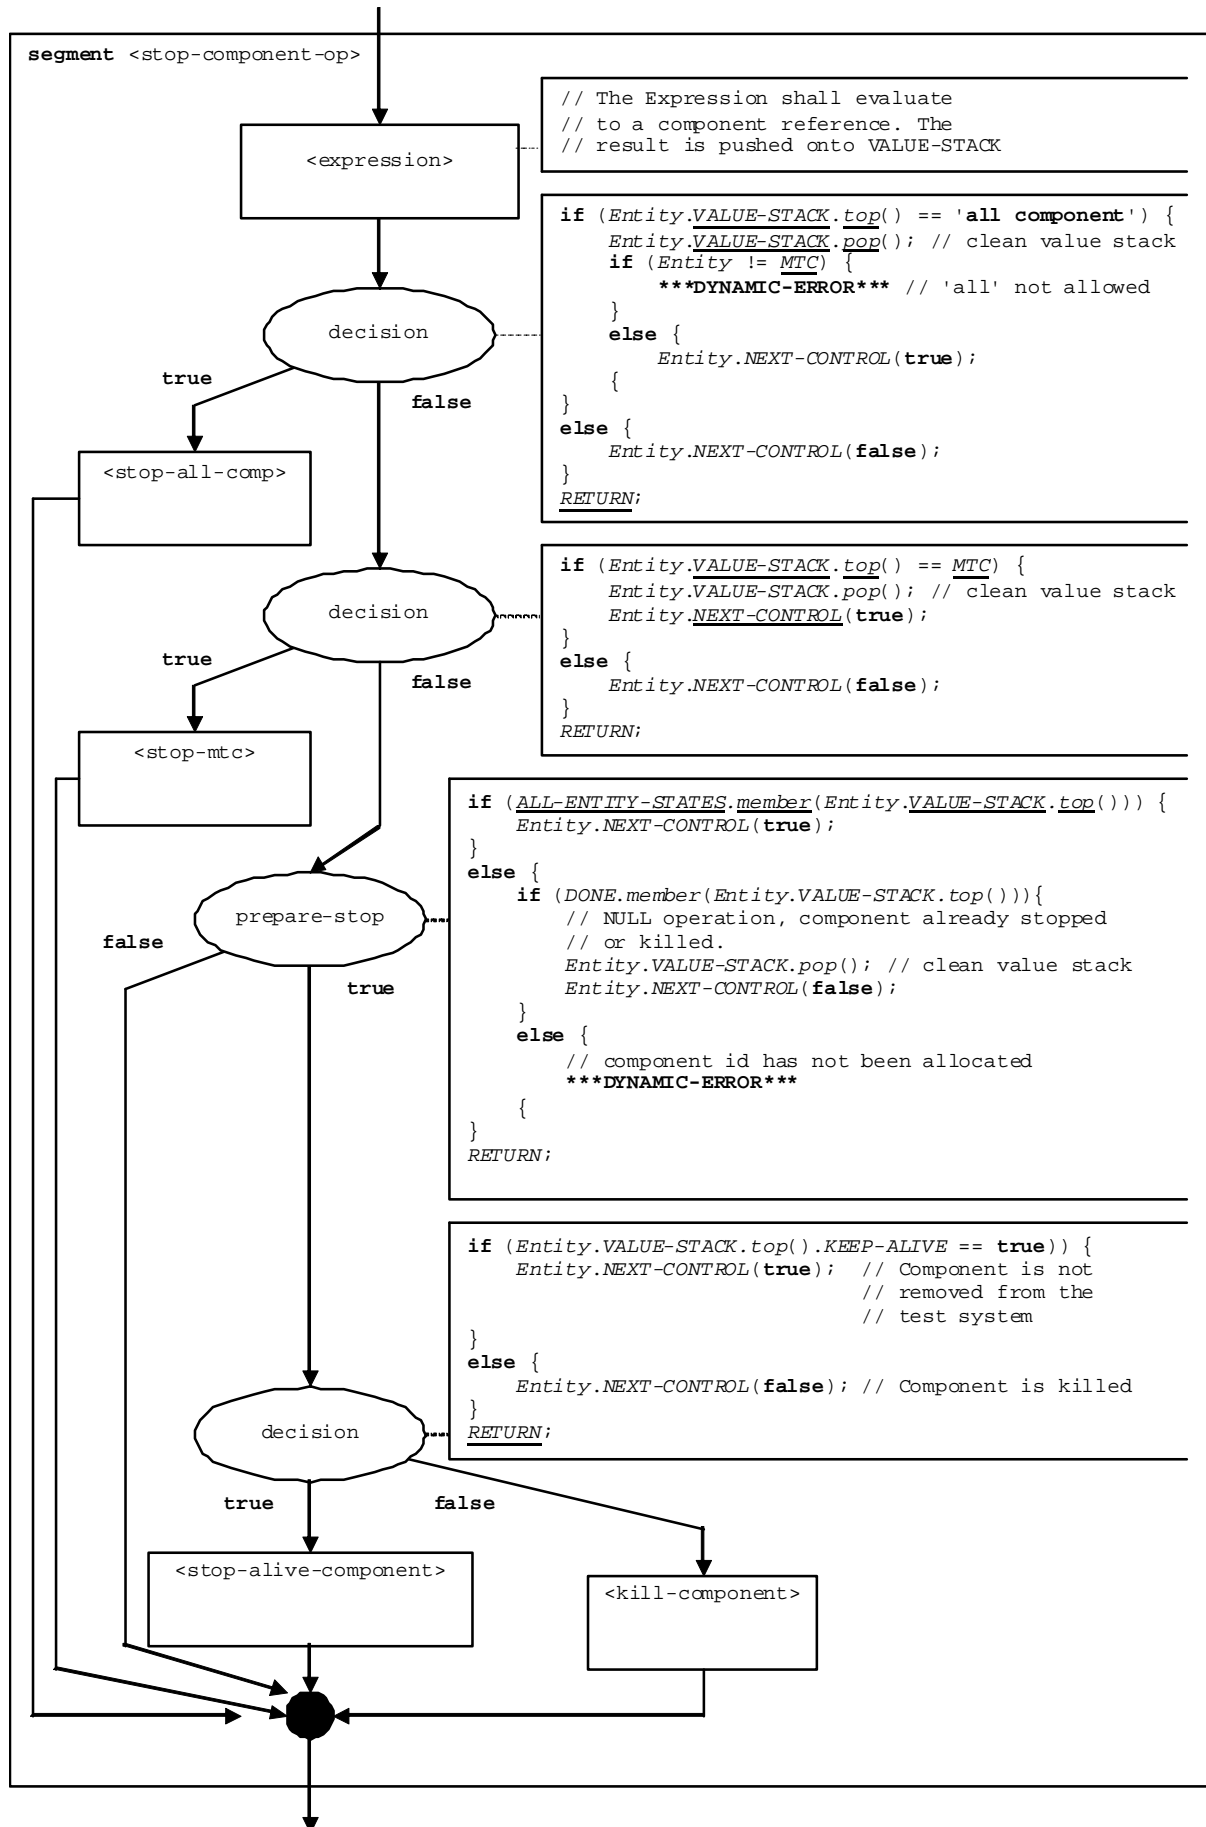 segment <stop-component-op>
// The Expression shall evaluate
// to a component reference. The
// result is pushed onto VALUE-STACK
<expression>
if (Entity.VALUE-STACK.top() == 'all component') {
Entity.VALUE-STACK.pop(); // clean value stack
if (Entity != MTC) {
***DYNAMIC-ERROR*** // 'all' not allowed
}
else {
Entity.NEXT-CONTROL(true);
{
}
else {
Entity.NEXT-CONTROL(false);
}
RETURN;
decision
true
false
<stop-all-comp>
if (Entity.VALUE-STACK.top() == MTC) {
Entity.VALUE-STACK.pop(); // clean value stack
Entity.NEXT-CONTROL(true);
}
else {
Entity.NEXT-CONTROL(false);
}
RETURN;
decision
true
false
<stop-mtc>
if (ALL-ENTITY-STATES.member(Entity.VALUE-STACK.top())) {
Entity.NEXT-CONTROL(true);
}
else {
if (DONE.member(Entity.VALUE-STACK.top())){
// NULL operation, component already stopped
// or killed.
Entity.VALUE-STACK.pop(); // clean value stack
Entity.NEXT-CONTROL(false);
}
else {
// component id has not been allocated
***DYNAMIC-ERROR***
{
}
RETURN;
prepare-stop
false
true
if (Entity.VALUE-STACK.top().KEEP-ALIVE == true)) {
Entity.NEXT-CONTROL(true); // Component is not
// removed from the
// test system
}
else {
Entity.NEXT-CONTROL(false); // Component is killed
}
RETURN;
decision
true
false
<stop-alive-component>
<kill-component>